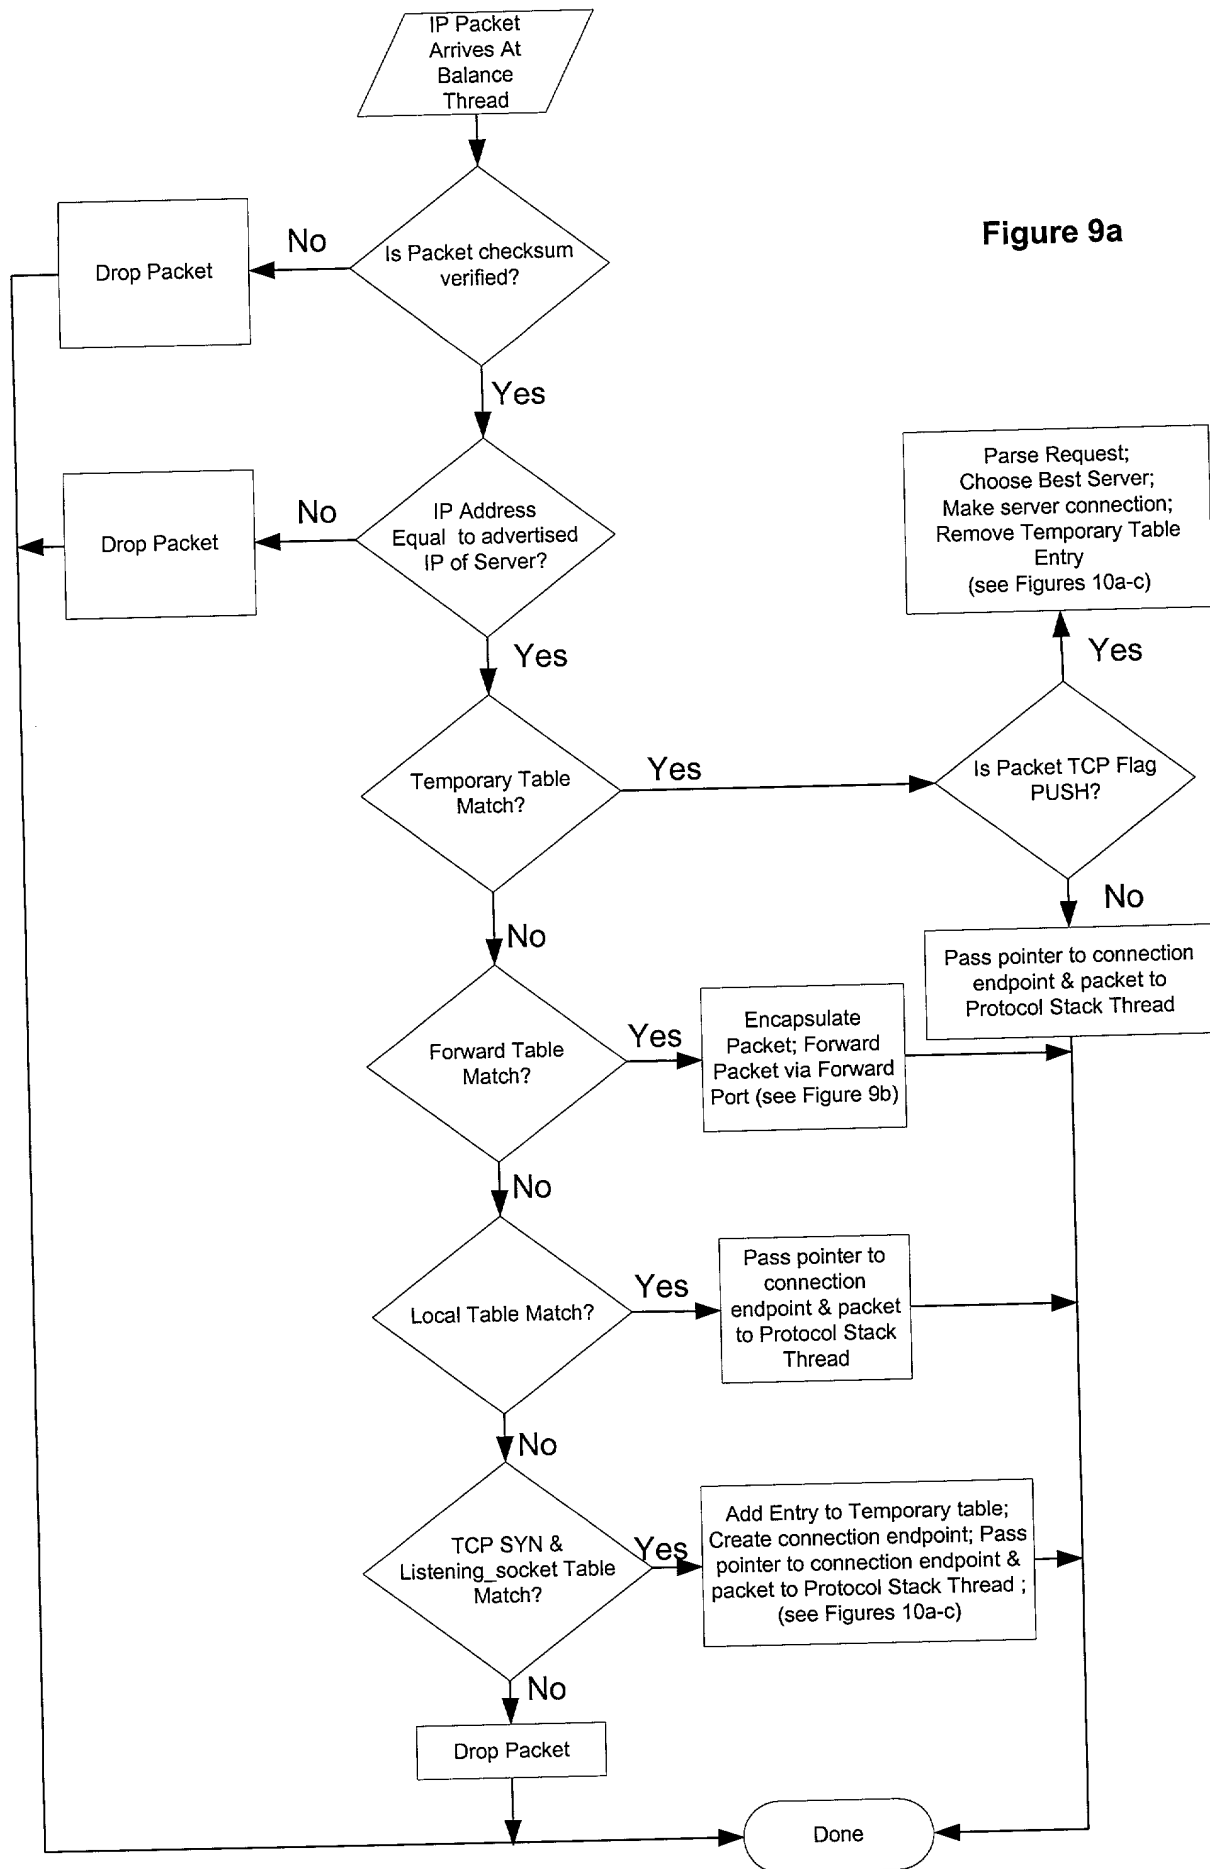 IP Packet
Arrives At
Balance
Thread
Figure 9a
Is Packet checksum
verified?
No
Drop Packet
Yes
IP Address
Equal to advertised
IP of Server?
No
Drop Packet
Yes
Parse Request;
Choose Best Server;
Make server connection;
Remove Temporary Table
Entry
(see Figures 10a-c)
Yes
Temporary Table
Match?
Yes
Is Packet TCP Flag
PUSH?
No
Pass pointer to connection
endpoint & packet to
Protocol Stack Thread
No
Forward Table
Match?
Yes
Encapsulate
Packet; Forward
Packet via Forward
Port (see Figure 9b)
No
Local Table Match?
Yes
Pass pointer to
connection
endpoint & packet
to Protocol Stack
Thread
No
TCP SYN &
Listening_socket Table
Match?
Yes
Add Entry to Temporary table;
Create connection endpoint; Pass
pointer to connection endpoint &
packet to Protocol Stack Thread ;
(see Figures 10a-c)
No
Drop Packet
Done